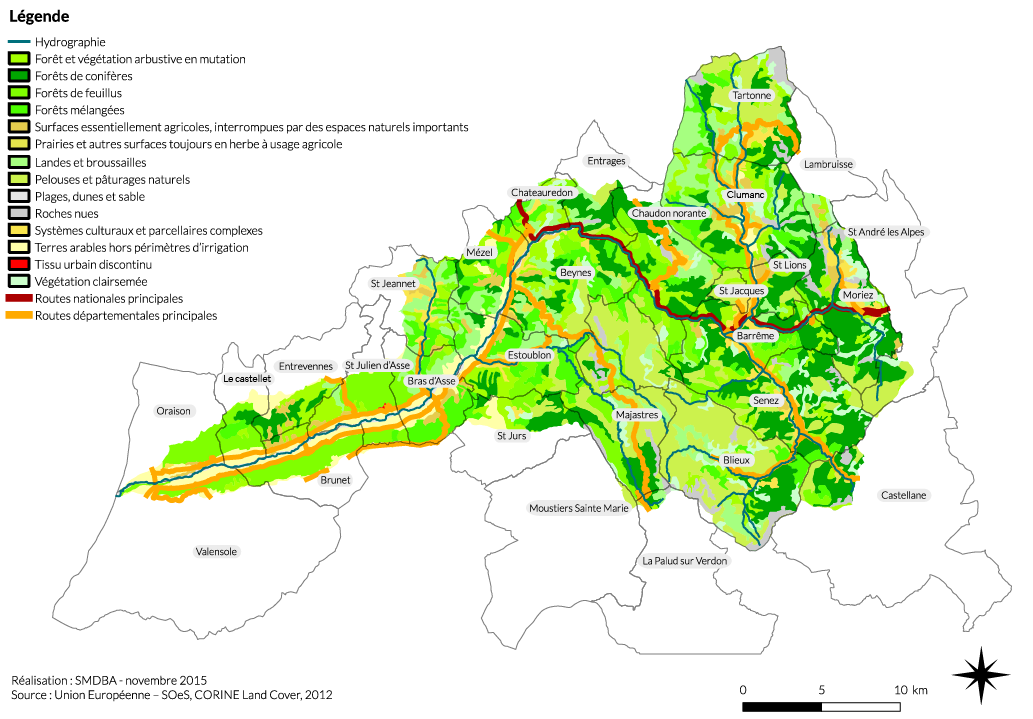 Légende
Hydrographie
Forêt et végétation arbustive en mutation
Forêts de conifères
Forêts de feuillus
Forêts mélangées
Surfaces essentiellement agricoles, interrompues par des espaces naturels importants
Prairies et autres surfaces toujours en herbe à usage agricole
Landes et broussailles
Pelouses et pâturages naturels
Plages, dunes et sable
Roches nues
Systèmes culturaux et parcellaires complexes
Terres arables hors périmètres d'irrigation
Tissu urbain discontinu
Végétation clairsemée
Routes nationales principales
Routes départementales principales
Tartonne
Entrages
Lambruisse
Chateauredon
Clumanc
Chaudon norante
St André les Alpes
Mézel
Beynes
St Lions
St Jeannet
St Jacques
Moriez
Barrême
Estoublon
Entrevennes
St Julien d'Asse
Le castellet
Bras d'Asse
Senez
Oraison
Majastres
St Jurs
Blieux
Brunet
Castellane
Moustiers Sainte Marie
Valensole
La Palud sur Verdon
Réalisation : SMDBA - novembre 2015
Source : Union Européenne – SOeS, CORINE Land Cover, 2012
0 5 10 km